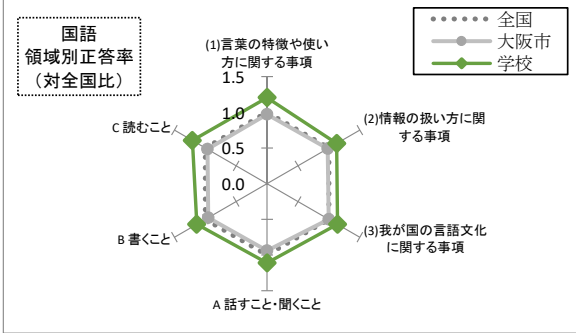 国語
領域別正答率
（対全国比）
全国
大阪市
学校
(1)言葉の特徴や使い
方に関する事項
1.5
1.0
0.5
0.0
(2)情報の扱い方に関
する事項
(3)我が国の言語文化
に関する事項
A 話すこと・聞くこと
B 書くこと
C 読むこと